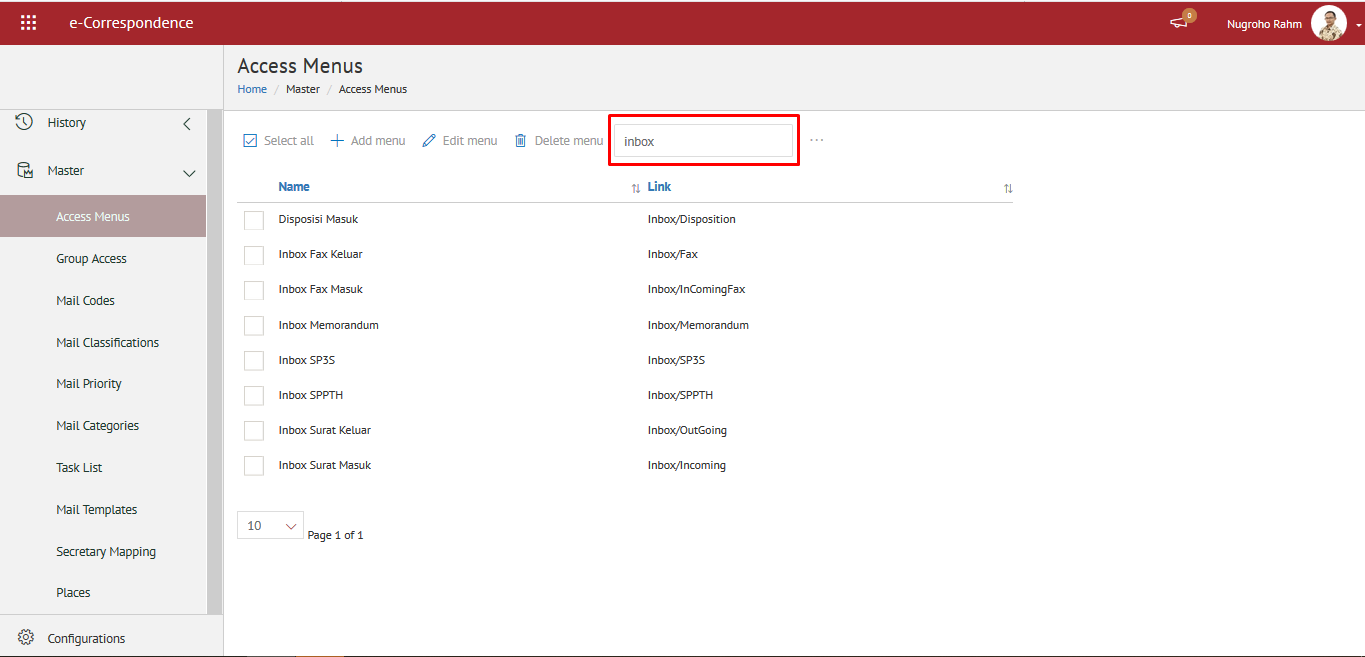 e-Correspondence
0
Nugroho Rahm
Access Menus
Home / Master / Access Menus
History
Master
Access Menus
Group Access
Mail Codes
Mail Classifications
Mail Priority
Mail Categories
Task List
Mail Templates
Secretary Mapping
Places
Configurations
Select all Add menu Edit menu Delete menu inbox ...
Name Link
Disposisi Masuk Inbox/Disposition
Inbox Fax Keluar Inbox/Fax
Inbox Fax Masuk Inbox/InComingFax
Inbox Memorandum Inbox/Memorandum
Inbox SP3S Inbox/SP3S
Inbox SPPTH Inbox/SPPTH
Inbox Surat Keluar Inbox/OutGoing
Inbox Surat Masuk Inbox/Incoming
10 Page 1 of 1